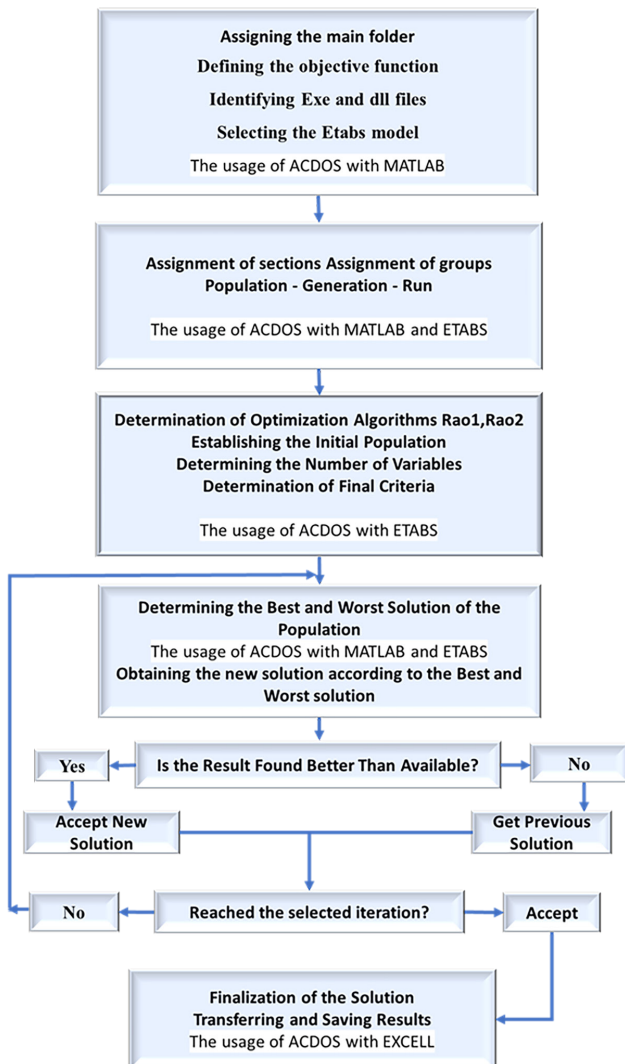 Assigning the main folder
Defining the objective function
Identifying Exe and dll files
Selecting the Etabs model
The usage of ACDOS with MATLAB
Assignment of sections Assignment of groups
Population - Generation - Run
The usage of ACDOS with MATLAB and ETABS
Determination of Optimization Algorithms Rao1,Rao2
Establishing the Initial Population
Determining the Number of Variables
Determination of Final Criteria
The usage of ACDOS with ETABS
Determining the Best and Worst Solution of the
Population
The usage of ACDOS with MATLAB and ETABS
Obtaining the new solution according to the Best and
Worst solution
Yes
Is the Result Found Better Than Available?
No
Accept New
Solution
Get Previous
Solution
No
Reached the selected iteration?
Accept
Finalization of the Solution
Transferring and Saving Results
The usage of ACDOS with EXCELL